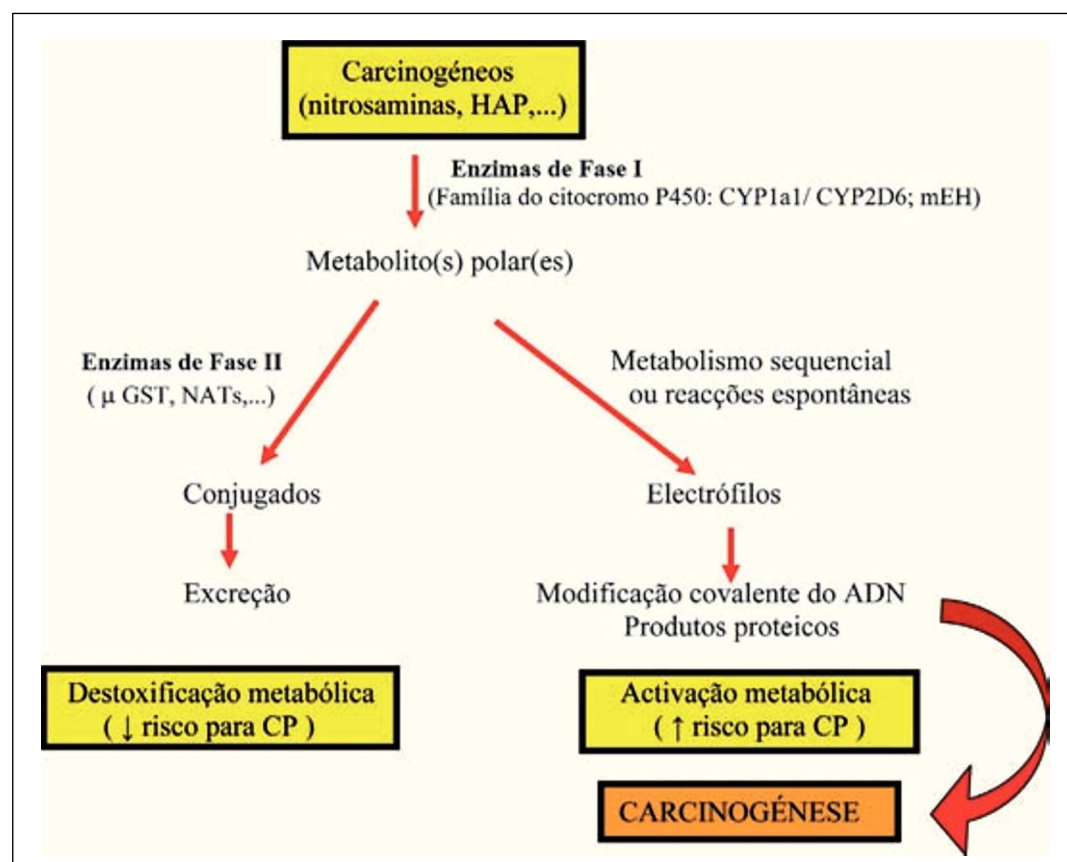 Carcinogéneos
(nitrosaminas, HAP,...)
Enzimas de Fase I
(Família do citocromo P450: CYP1a1/ CYP2D6; mEH)
Metabolito(s) polar(es)
Enzimas de Fase II
( µ GST, NATs,...)
Metabolismo sequencial
ou reacções espontâneas
Conjugados
Electrófilos
Excreção
Modificação covalente do ADN
Produtos proteicos
Destoxificação metabólica
( ↓ risco para CP )
Activação metabólica
( ↑ risco para CP )
CARCINOGÉNESE